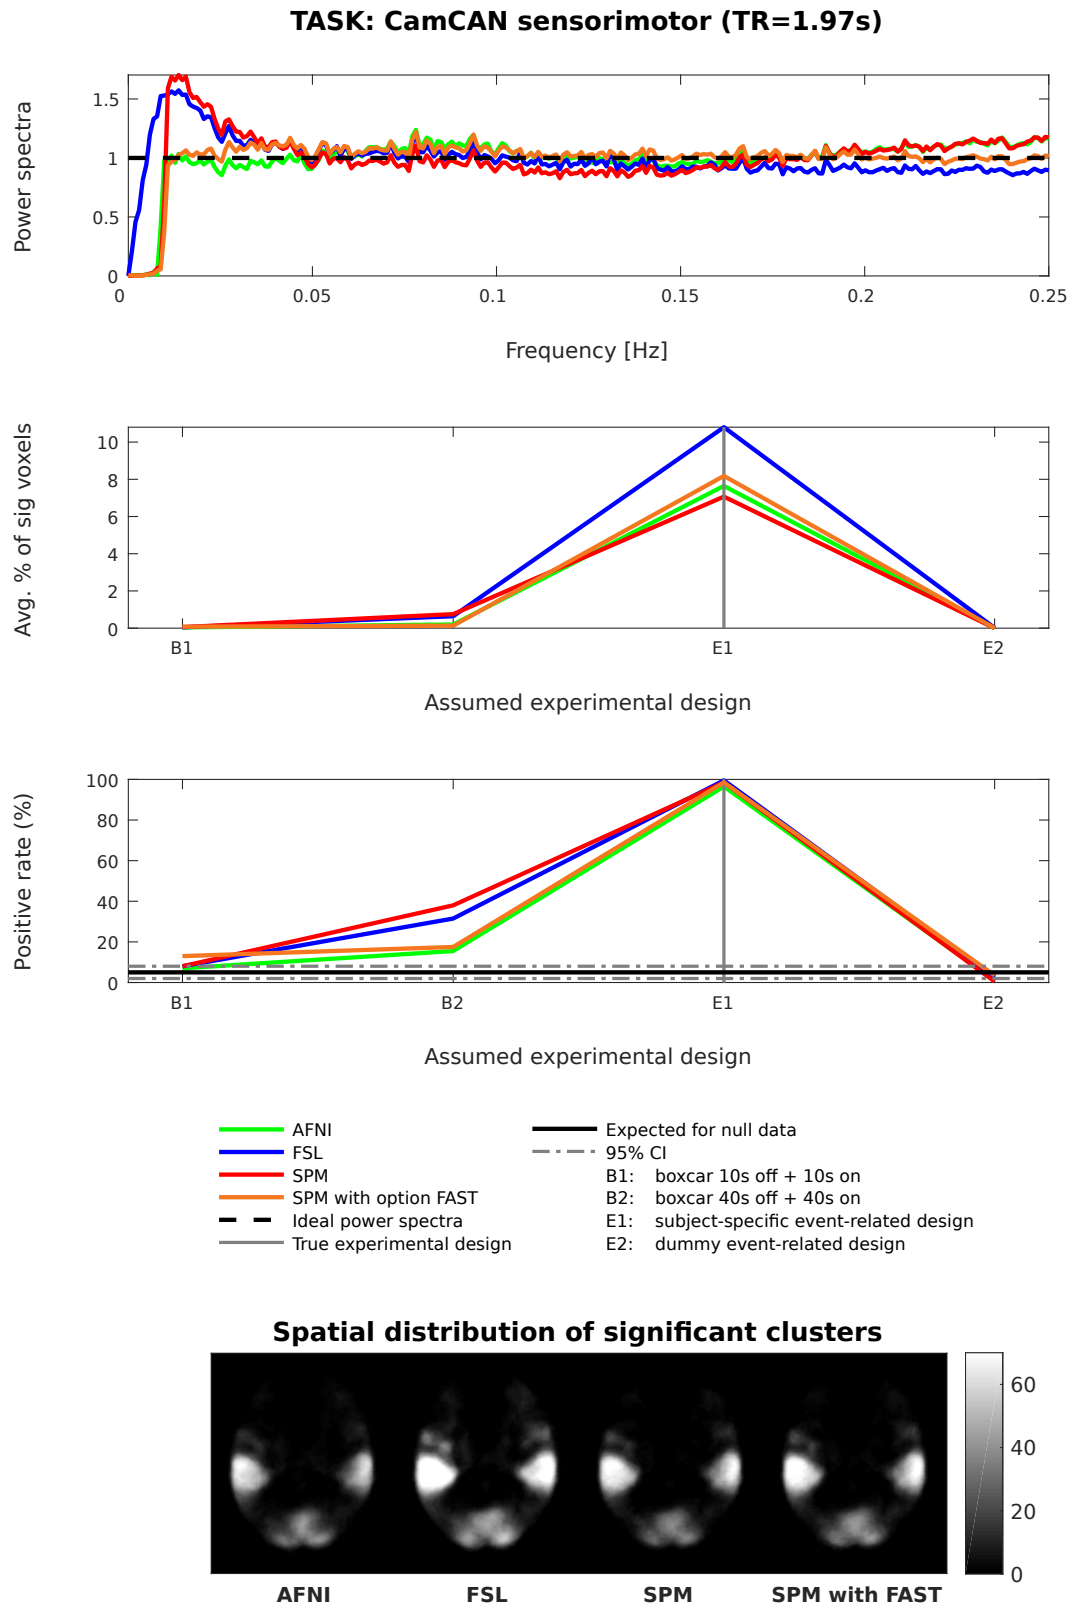 TASK: CamCAN sensorimotor (TR=1.97s)
Power spectra
1.5
1
0.5
0
0 0.05 0.1 0.15 0.2 0.25
Frequency [Hz]
Avg. % of sig voxels
10
8
6
4
2
0
B1 B2 E1 E2
Assumed experimental design
Positive rate (%)
100
80
60
40
20
0
B1 B2 E1 E2
Assumed experimental design
AFNI
FSL
SPM
SPM with option FAST
Ideal power spectra
True experimental design
Expected for null data
95% CI
B1: boxcar 10s off + 10s on
B2: boxcar 40s off + 40s on
E1: subject-specific event-related design
E2: dummy event-related design
Spatial distribution of significant clusters
60
40
20
0
AFNI FSL SPM SPM with FAST